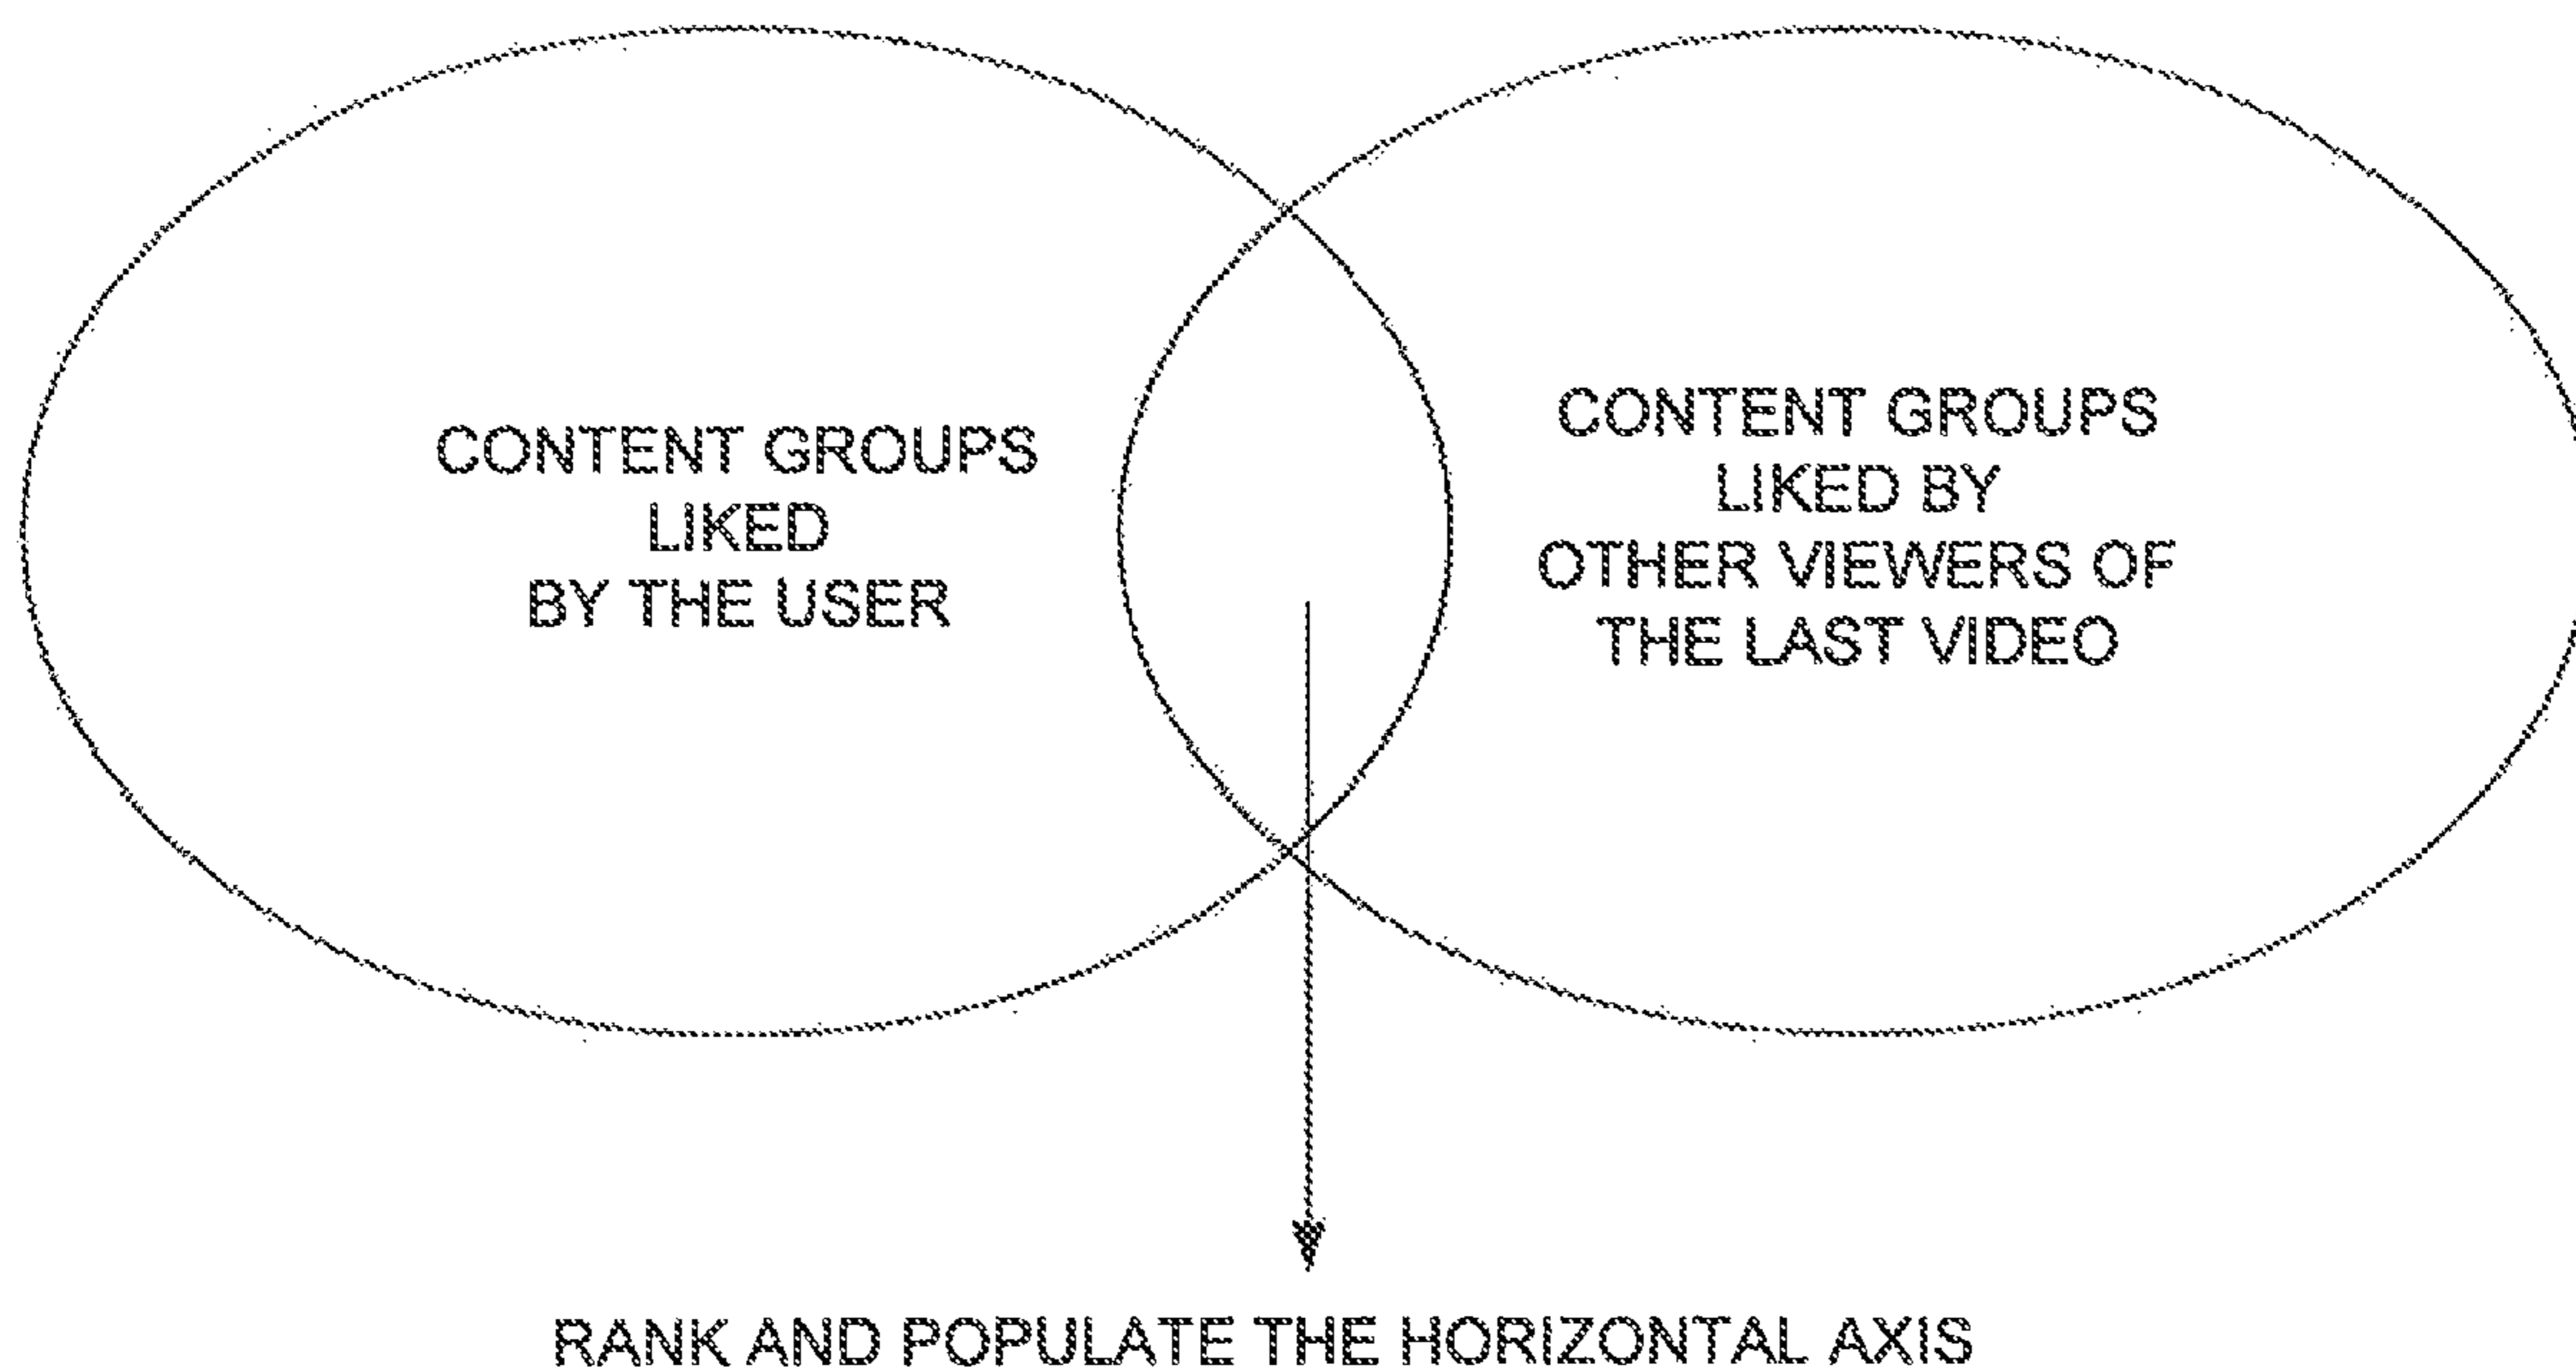 CONTENT GROUPS
LIKED
BY THE USER
CONTENT GROUPS
LIKED BY
OTHER VIEWERS OF
THE LAST VIDEO
RANK AND POPULATE THE HORIZONTAL AXIS